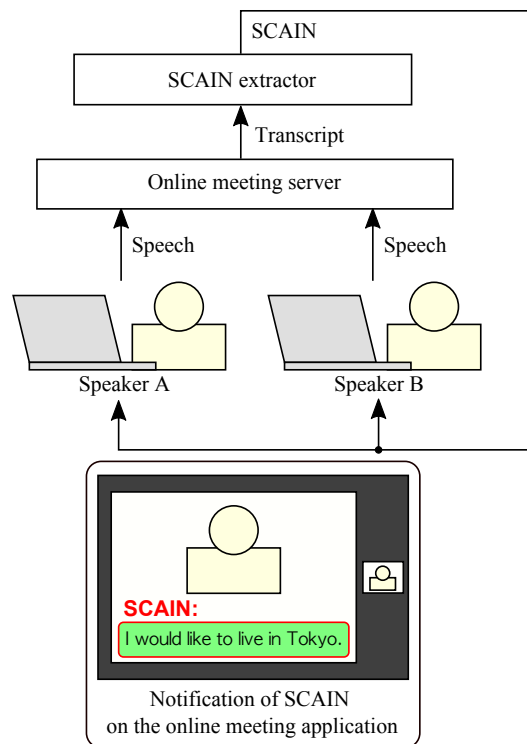 SCAIN
SCAIN extractor
Transcript
Online meeting server
Speech
Speech
Speaker A
Speaker B
SCAIN:
I would like to live in Tokyo.
Notification of SCAIN
on the online meeting application